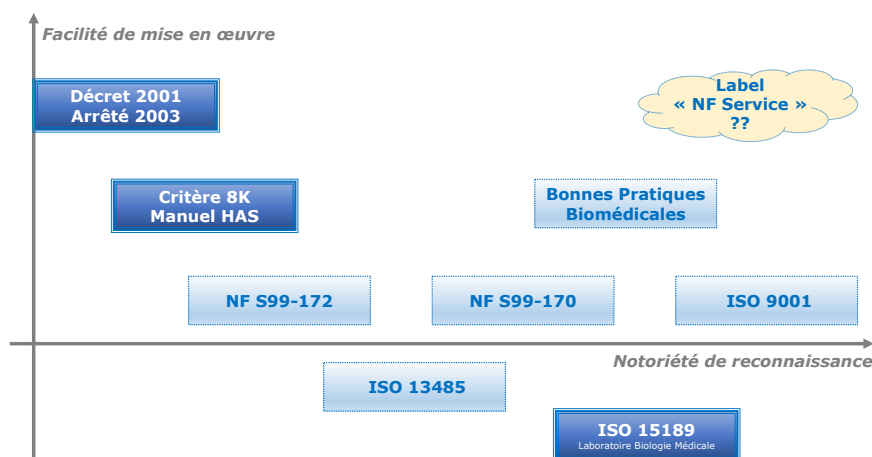 Facilité de mise en œuvre
Décret 2001
Arrêté 2003
Label
« NF Service »
??
Critère 8K
Manuel HAS
Bonnes Pratiques
Biomédicales
NF S99-172
NF S99-170
ISO 9001
Notoriété de reconnaissance
ISO 13485
ISO 15189
Laboratoire Biologie Médicale